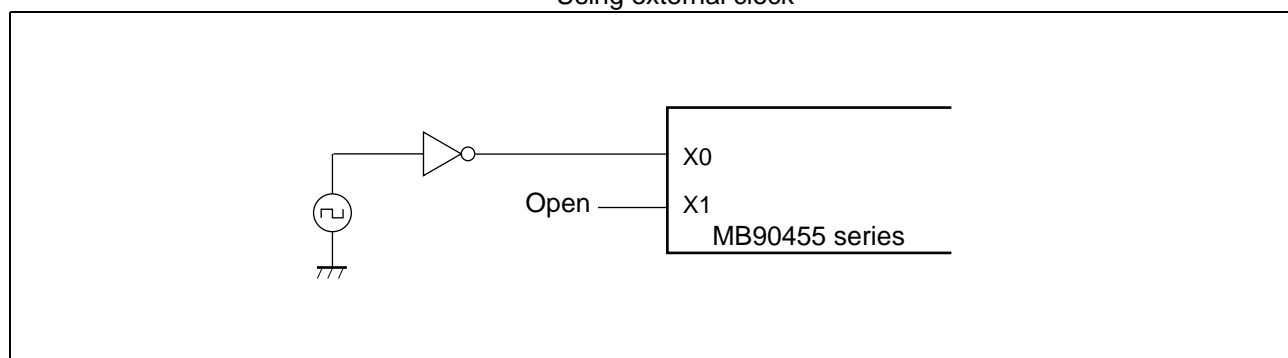 Using external clock
X0
Open
X1
MB90455 series